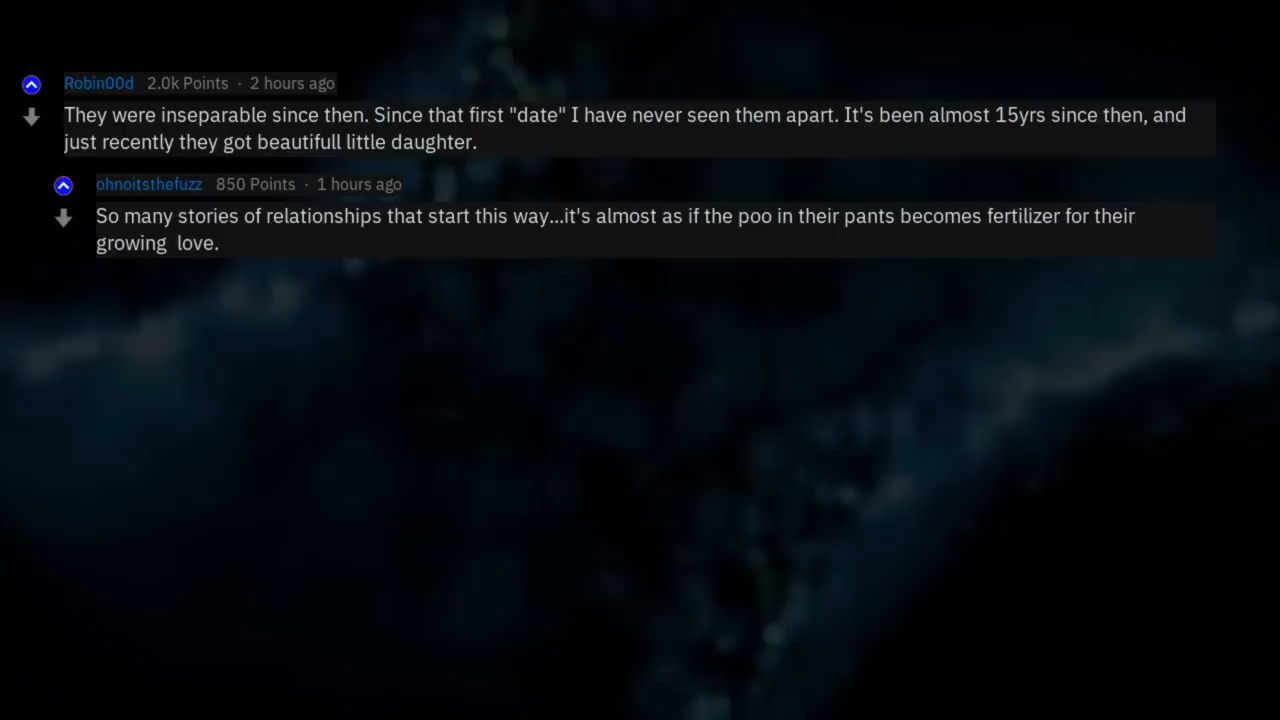 Robin00d 2.0k Points · 2 hours ago
They were inseparable since then. Since that first "date" I have never seen them apart. It's been almost 15yrs since then, and
just recently they got beautifull little daughter.
ohnoitsthefuzz 850 Points · 1 hours ago
So many stories of relationships that start this way...it's almost as if the poo in their pants becomes fertilizer for their
growing  love.